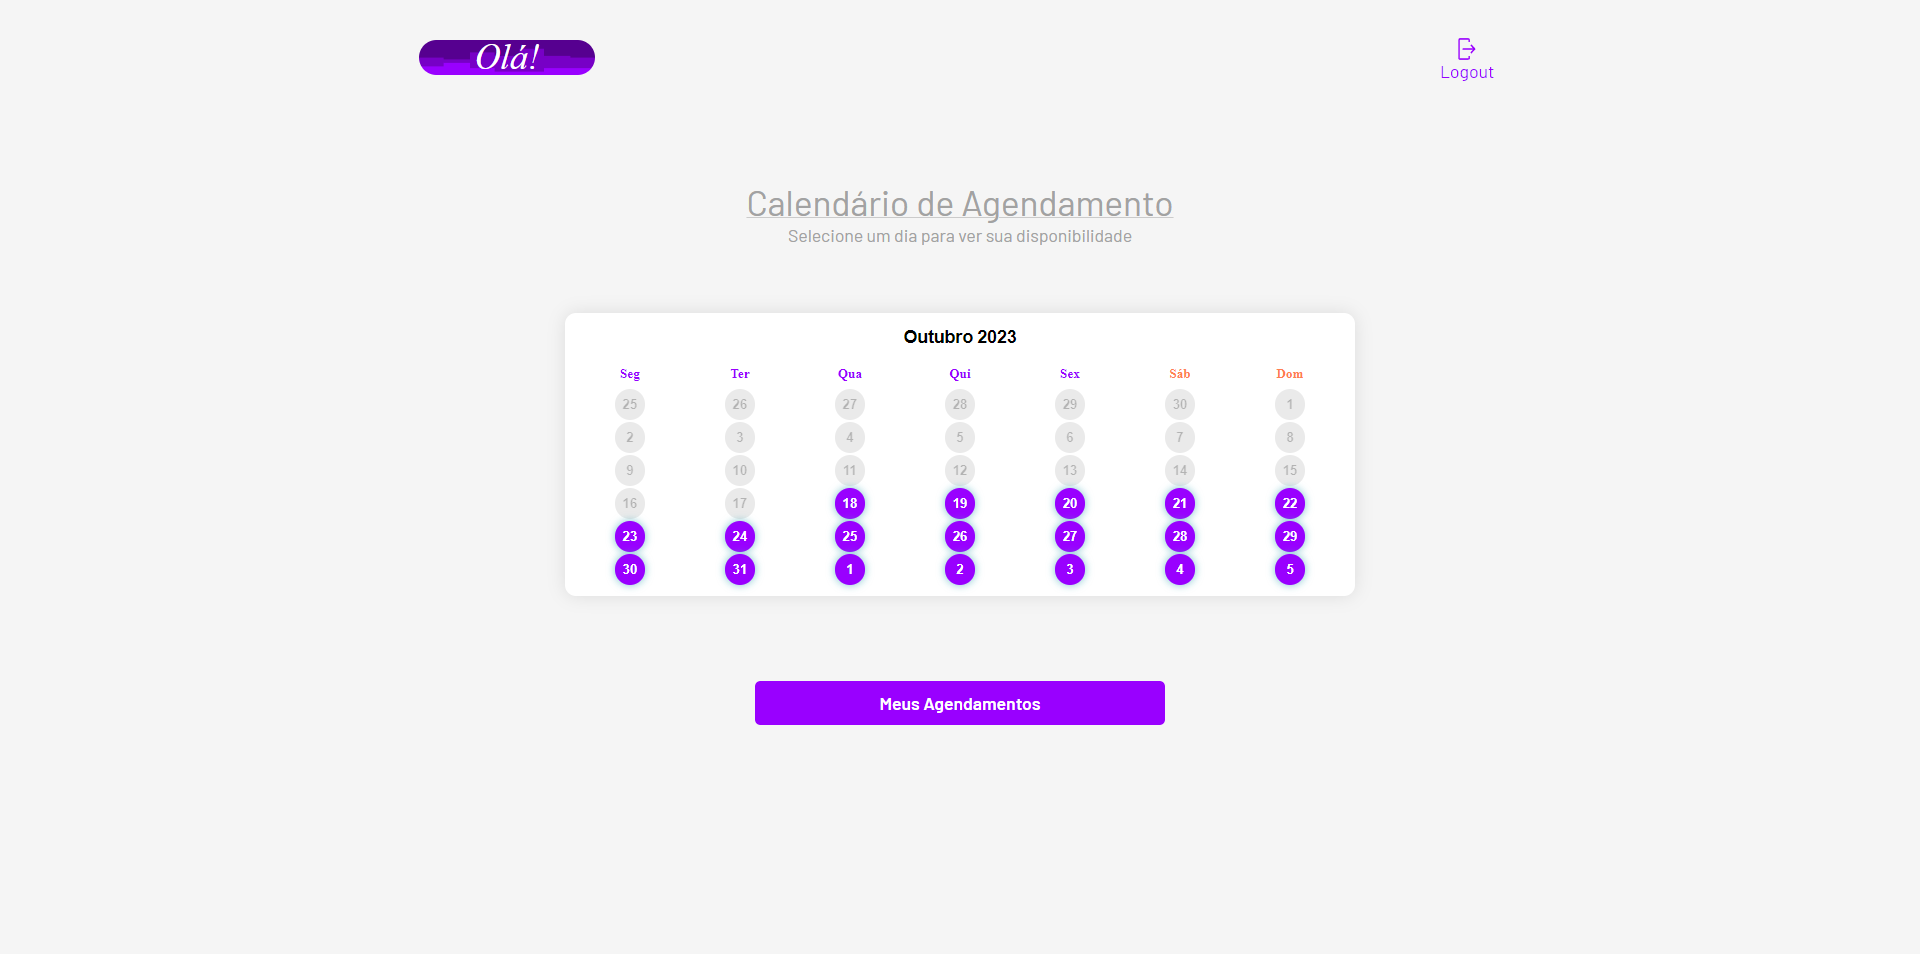 Olá!
Logout
Calendário de Agendamento
Selecione um dia para ver sua disponibilidade
Outubro 2023
Seg Ter Qua Qui Sex Sáb Dom
25 26 27 28 29 30 1
2 3 4 5 6 7 8
9 10 11 12 13 14 15
16 17 18 19 20 21 22
23 24 25 26 27 28 29
30 31 1 2 3 4 5
Meus Agendamentos